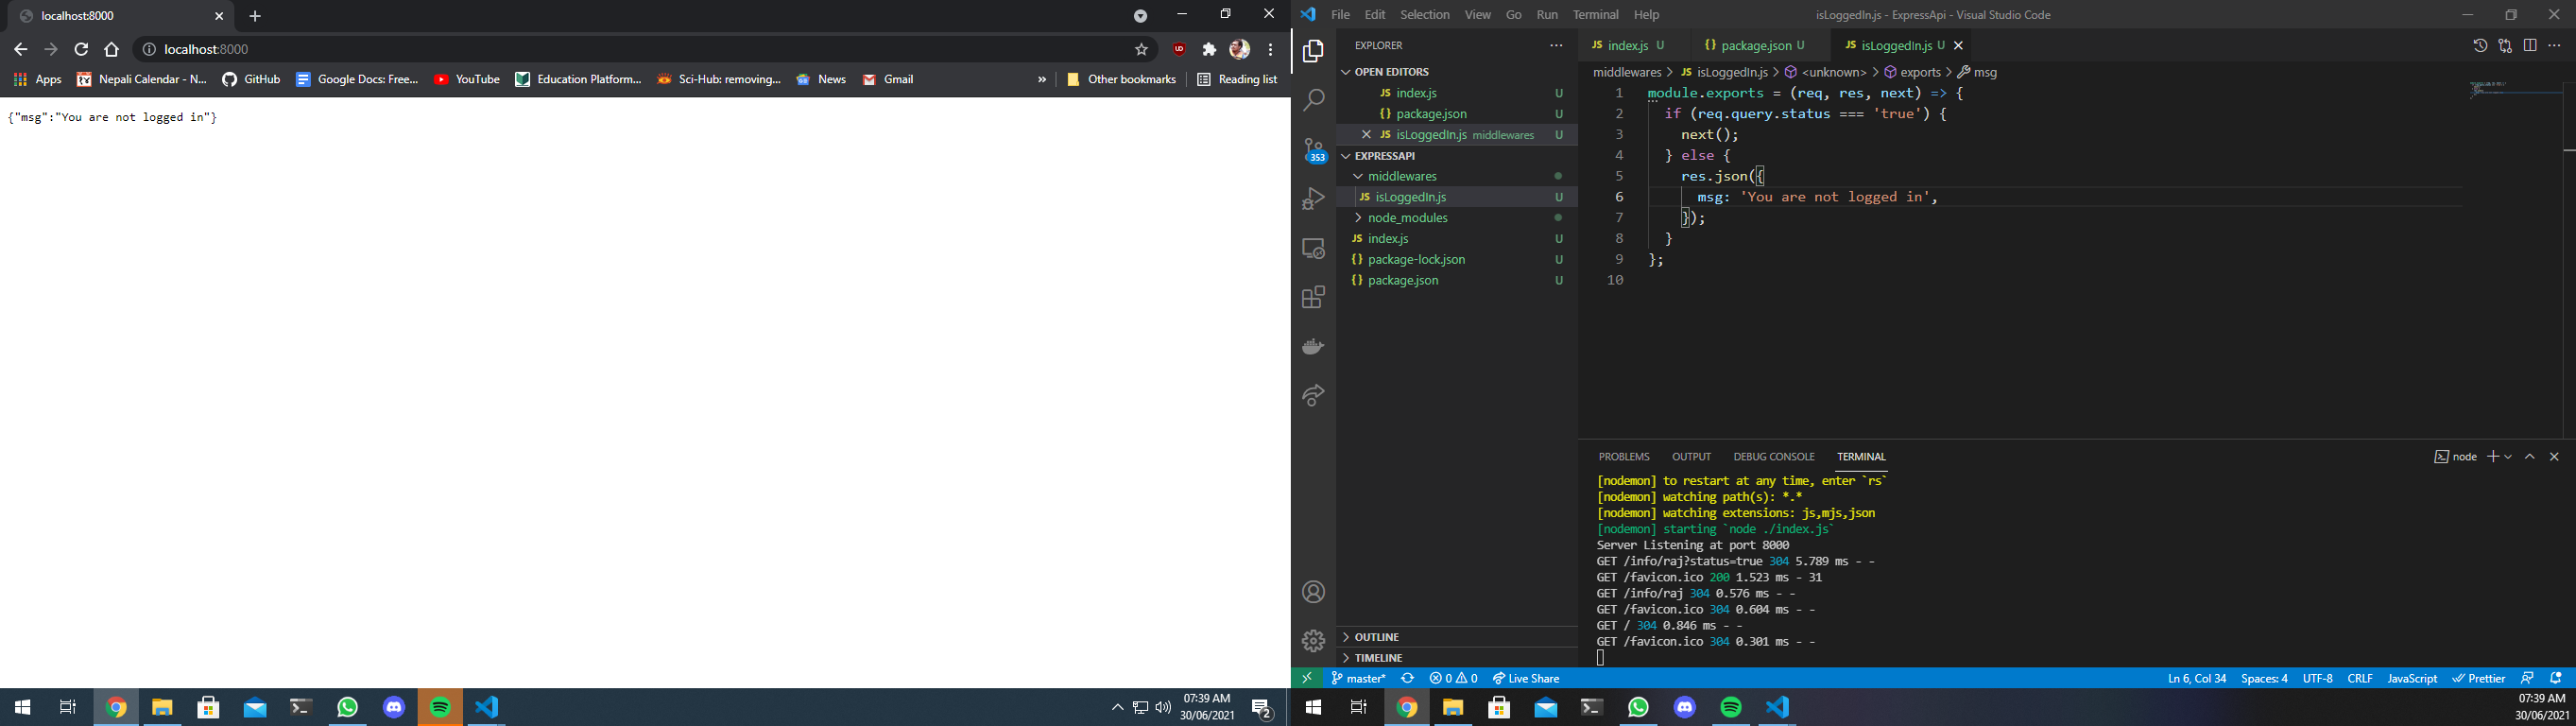 localhost:8000
localhost:8000
Apps Nepali Calendar - N... GitHub Google Docs: Free... YouTube Education Platform... Sci-Hub: removing... News Gmail » Other bookmarks Reading list
{"msg":"You are not logged in"}
07:39 AM
30/06/2021
2
File Edit Selection View Go Run Terminal Help isLoggedIn.js - ExpressApi - Visual Studio Code
EXPLORER
OPEN EDITORS
JS index.js U
{} package.json U
JS isLoggedIn.js middlewares U
EXPRESSAPI
middlewares
JS isLoggedIn.js U
node_modules
JS index.js U
{} package-lock.json U
{} package.json U
OUTLINE
TIMELINE
353
JS index.js U {} package.json U JS isLoggedIn.js U
middlewares > JS isLoggedIn.js > <unknown> > exports > msg
1 module.exports = (req, res, next) => {
2 if (req.query.status === 'true') {
3 next();
4 } else {
5 res.json({
6 msg: 'You are not logged in',
7 });
8 }
9 };
10
PROBLEMS OUTPUT DEBUG CONSOLE TERMINAL node
[nodemon] to restart at any time, enter `rs`
[nodemon] watching path(s): *.*
[nodemon] watching extensions: js,mjs,json
[nodemon] starting `node ./index.js`
Server Listening at port 8000
GET /info/raj?status=true 304 5.789 ms - -
GET /favicon.ico 200 1.523 ms - 31
GET /info/raj 304 0.576 ms - -
GET /favicon.ico 304 0.604 ms - -
GET / 304 0.846 ms - -
GET /favicon.ico 304 0.301 ms - -
master* 0 0 Live Share Ln 6, Col 34 Spaces: 4 UTF-8 CRLF JavaScript Prettier
07:39 AM
30/06/2021